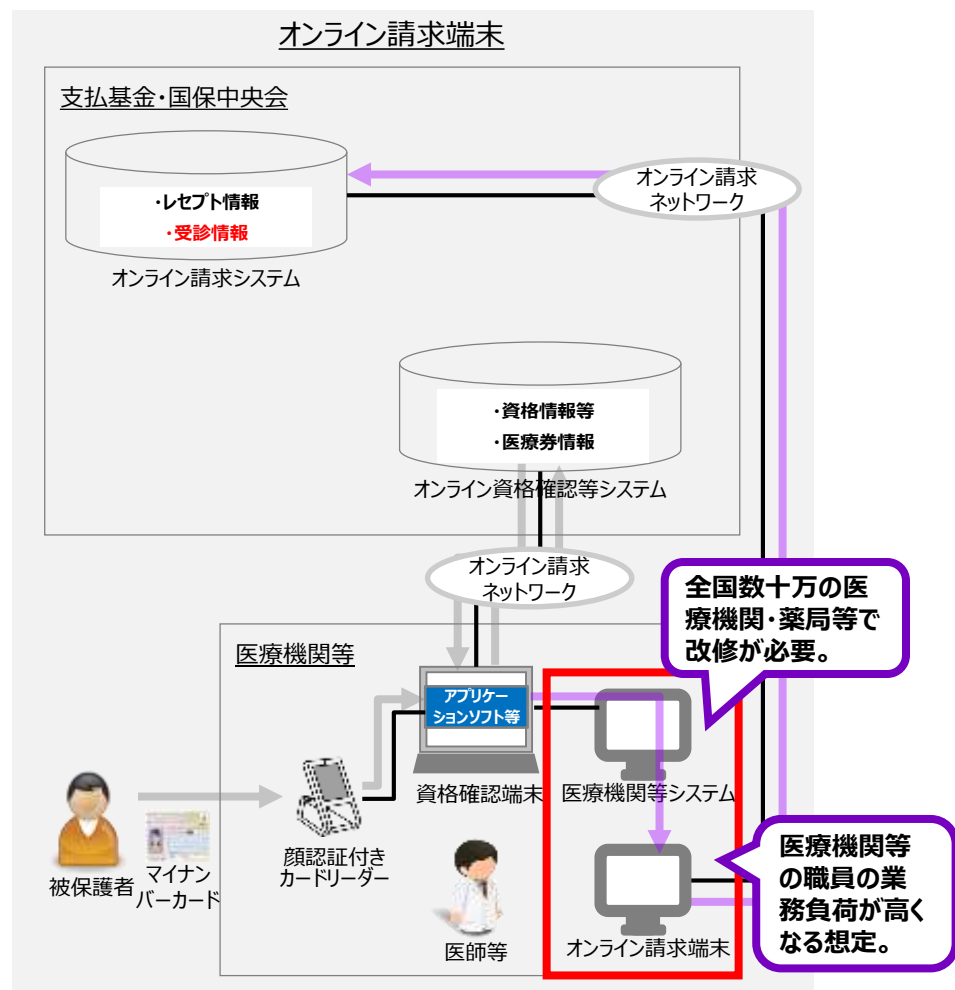 オンライン請求端末
支払基金・国保中央会
・レセプト情報
・受診情報
オンライン請求システム
オンライン請求
ネットワーク
・資格情報等
・医療券情報
オンライン資格確認等システム
オンライン請求
ネットワーク
全国数十万の医
療機関・薬局等で
改修が必要。
医療機関等
アプリケー
ションソフト等
資格確認端末
医療機関等システム
被保護者
マイナン
バーカード
顔認証付き
カードリーダー
医師等
オンライン請求端末
医療機関等
の職員の業
務負荷が高く
なる想定。